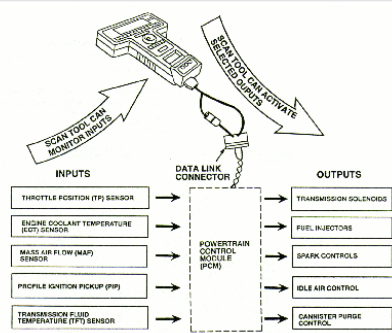 SCAN TOOL CAN
MONITOR INPUTS
SCAN TOOL CAN ACTIVATE
SELECTED OUPUTS
DATA LINK
CONNECTOR
INPUTS
THROTTLE POSITION (TP) SENSOR
ENGINE COOLANT TEMPERATURE
(ECT) SENSOR
MASS AIR FLOW (MAF)
SENSOR
PROFILE IGNITION PICKUP (PIP)
TRANSMISSION FLUID
TEMPERATURE (TFT) SENSOR
POWERTRAIN
CONTROL
MODULE
(PCM)
OUTPUTS
TRANSMISSION SOLENOIDS
FUEL INJECTORS
SPARK CONTROLS
IDLE AIR CONTROL
CANNISTER PURGE
CONTROL